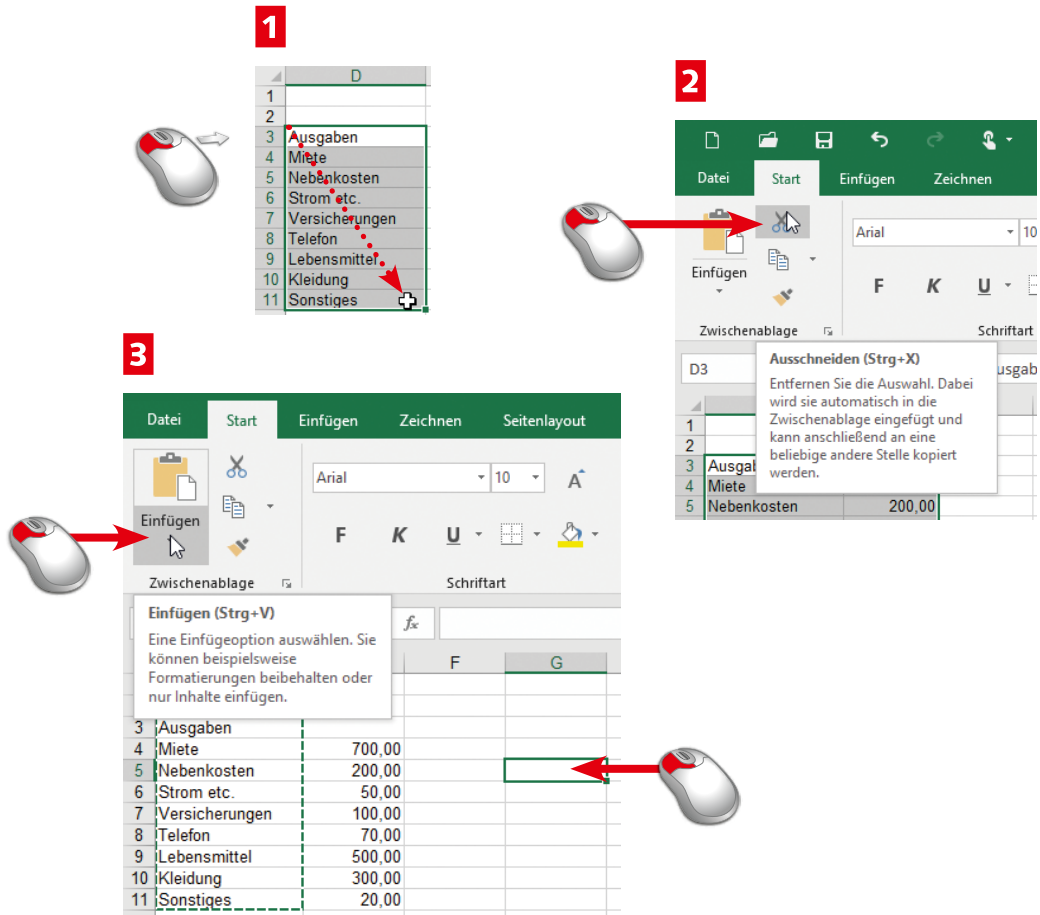 1
D
1
2
3 Ausgaben
4 Miete
5 Nebenkosten
6 Strom etc.
7 Versicherungen
8 Telefon
9 Lebensmittel
10 Kleidung
11 Sonstiges
2
Datei Start Einfügen Zeichnen
Arial 10
Einfügen
F K U
Zwischenablage Schriftart
D3 usgab
Ausschneiden (Strg+X)
Entfernen Sie die Auswahl. Dabei
wird sie automatisch in die
Zwischenablage eingefügt und
kann anschließend an eine
beliebige andere Stelle kopiert
werden.
1
2
3 Ausgal
4 Miete
5 Nebenkosten 200,00
3
Datei Start Einfügen Zeichnen Seitenlayout
Arial 10 A
Einfügen
F K U
Zwischenablage Schriftart
fx
Einfügen (Strg+V)
Eine Einfügeoption auswählen. Sie
können beispielsweise
Formatierungen beibehalten oder
nur Inhalte einfügen.
F G
3 Ausgaben
4 Miete 700,00
5 Nebenkosten 200,00
6 Strom etc. 50,00
7 Versicherungen 100,00
8 Telefon 70,00
9 Lebensmittel 500,00
10 Kleidung 300,00
11 Sonstiges 20,00